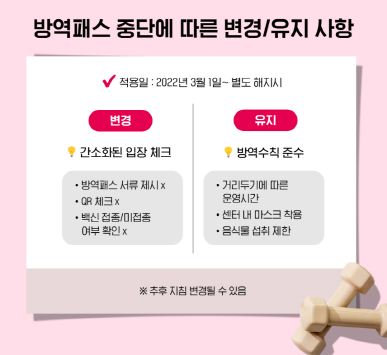 방역패스 중단에 따른 변경/유지 사항
✔ 적용일 : 2022년 3월 1일~ 별도 해지시
변경
간소화된 입장 체크
• 방역패스 서류 제시 x
• QR 체크 x
• 백신 접종/미접종
여부 확인 x
유지
방역수칙 준수
• 거리두기에 따른
운영시간
• 센터 내 마스크 착용
• 음식물 섭취 제한
※ 추후 지침 변경될 수 있음